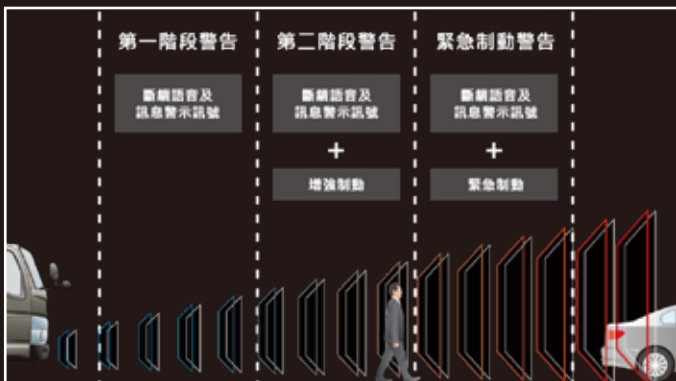 第一階段警告
斷續語音及
訊息警示訊號
第二階段警告
斷續語音及
訊息警示訊號
+
增強制動
緊急制動警告
斷續語音及
訊息警示訊號
+
緊急制動